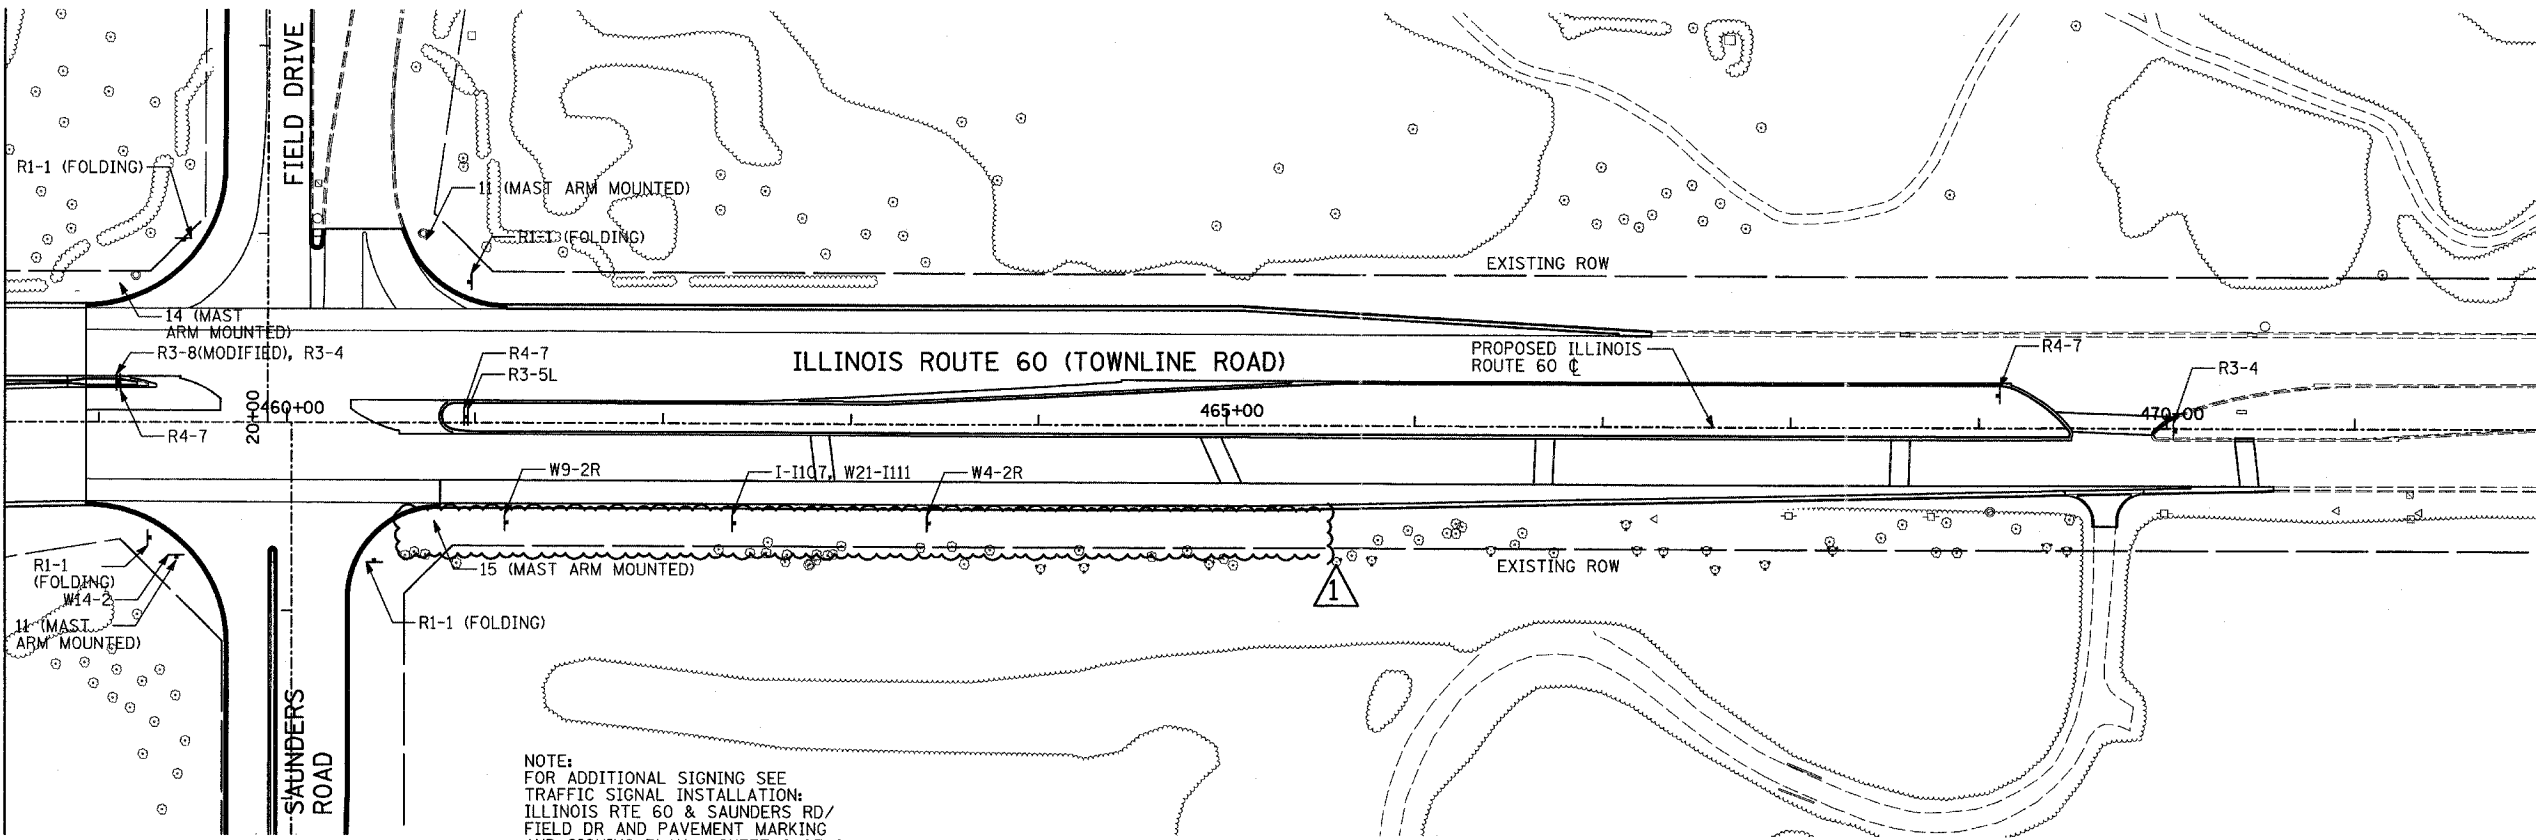 FIELD DRIVE
R1-1 (FOLDING)
11 (MAST ARM MOUNTED)
R1-1 (FOLDING)
EXISTING ROW
14 (MAST
ARM MOUNTED)
R3-8(MODIFIED), R3-4
R4-7
R3-5L
ILLINOIS ROUTE 60 (TOWNLINE ROAD)
PROPOSED ILLINOIS
ROUTE 60 ℄
R4-7
R3-4
20+00
460+00
465+00
470+00
R4-7
W9-2R
I-I107, W21-I111
W4-2R
R1-1
(FOLDING)
W14-2
15 (MAST ARM MOUNTED)
EXISTING ROW
1
11 (MAST
ARM MOUNTED)
R1-1 (FOLDING)
SAUNDERS
ROAD
NOTE:
FOR ADDITIONAL SIGNING SEE
TRAFFIC SIGNAL INSTALLATION:
ILLINOIS RTE 60 & SAUNDERS RD/
FIELD DR AND PAVEMENT MARKING